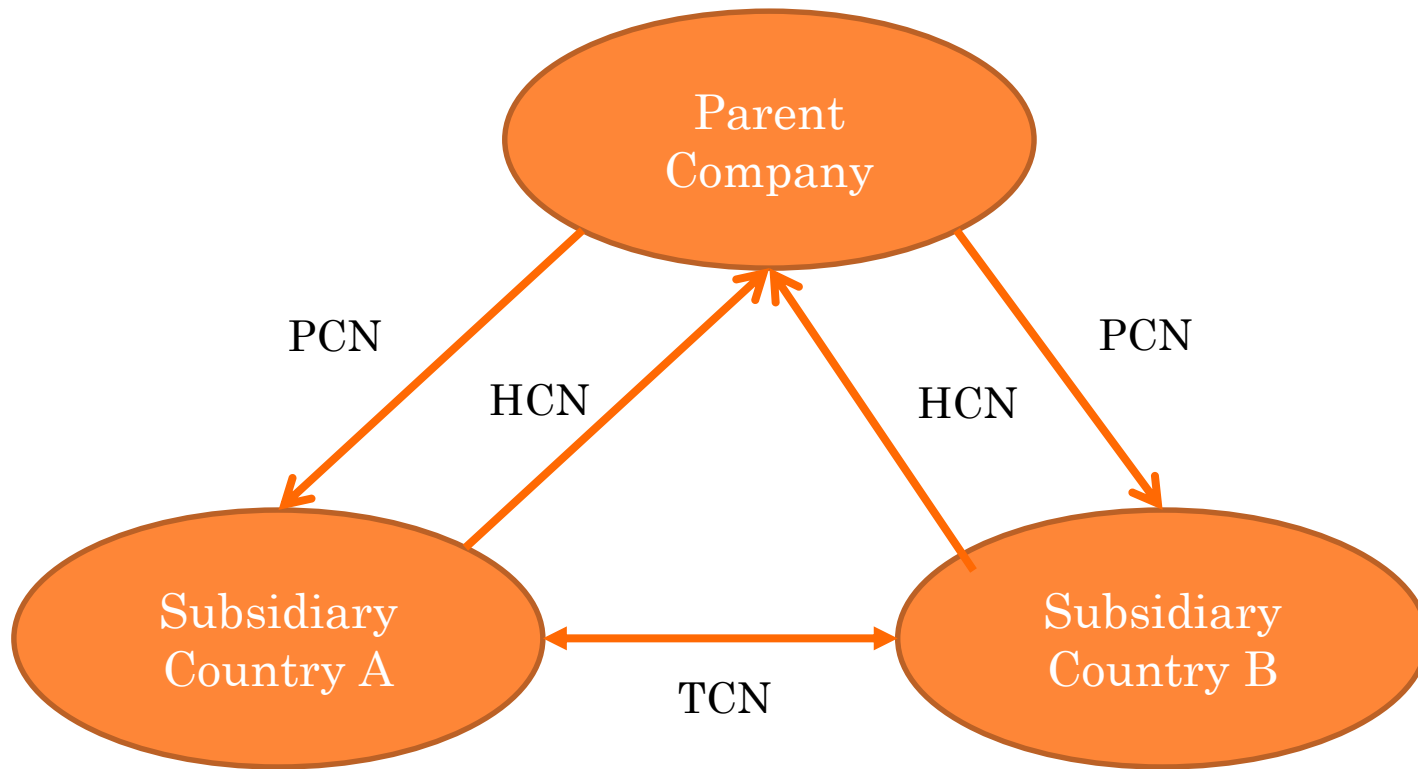 Parent
Company
PCN
PCN
HCN
HCN
Subsidiary
Country A
Subsidiary
Country B
TCN